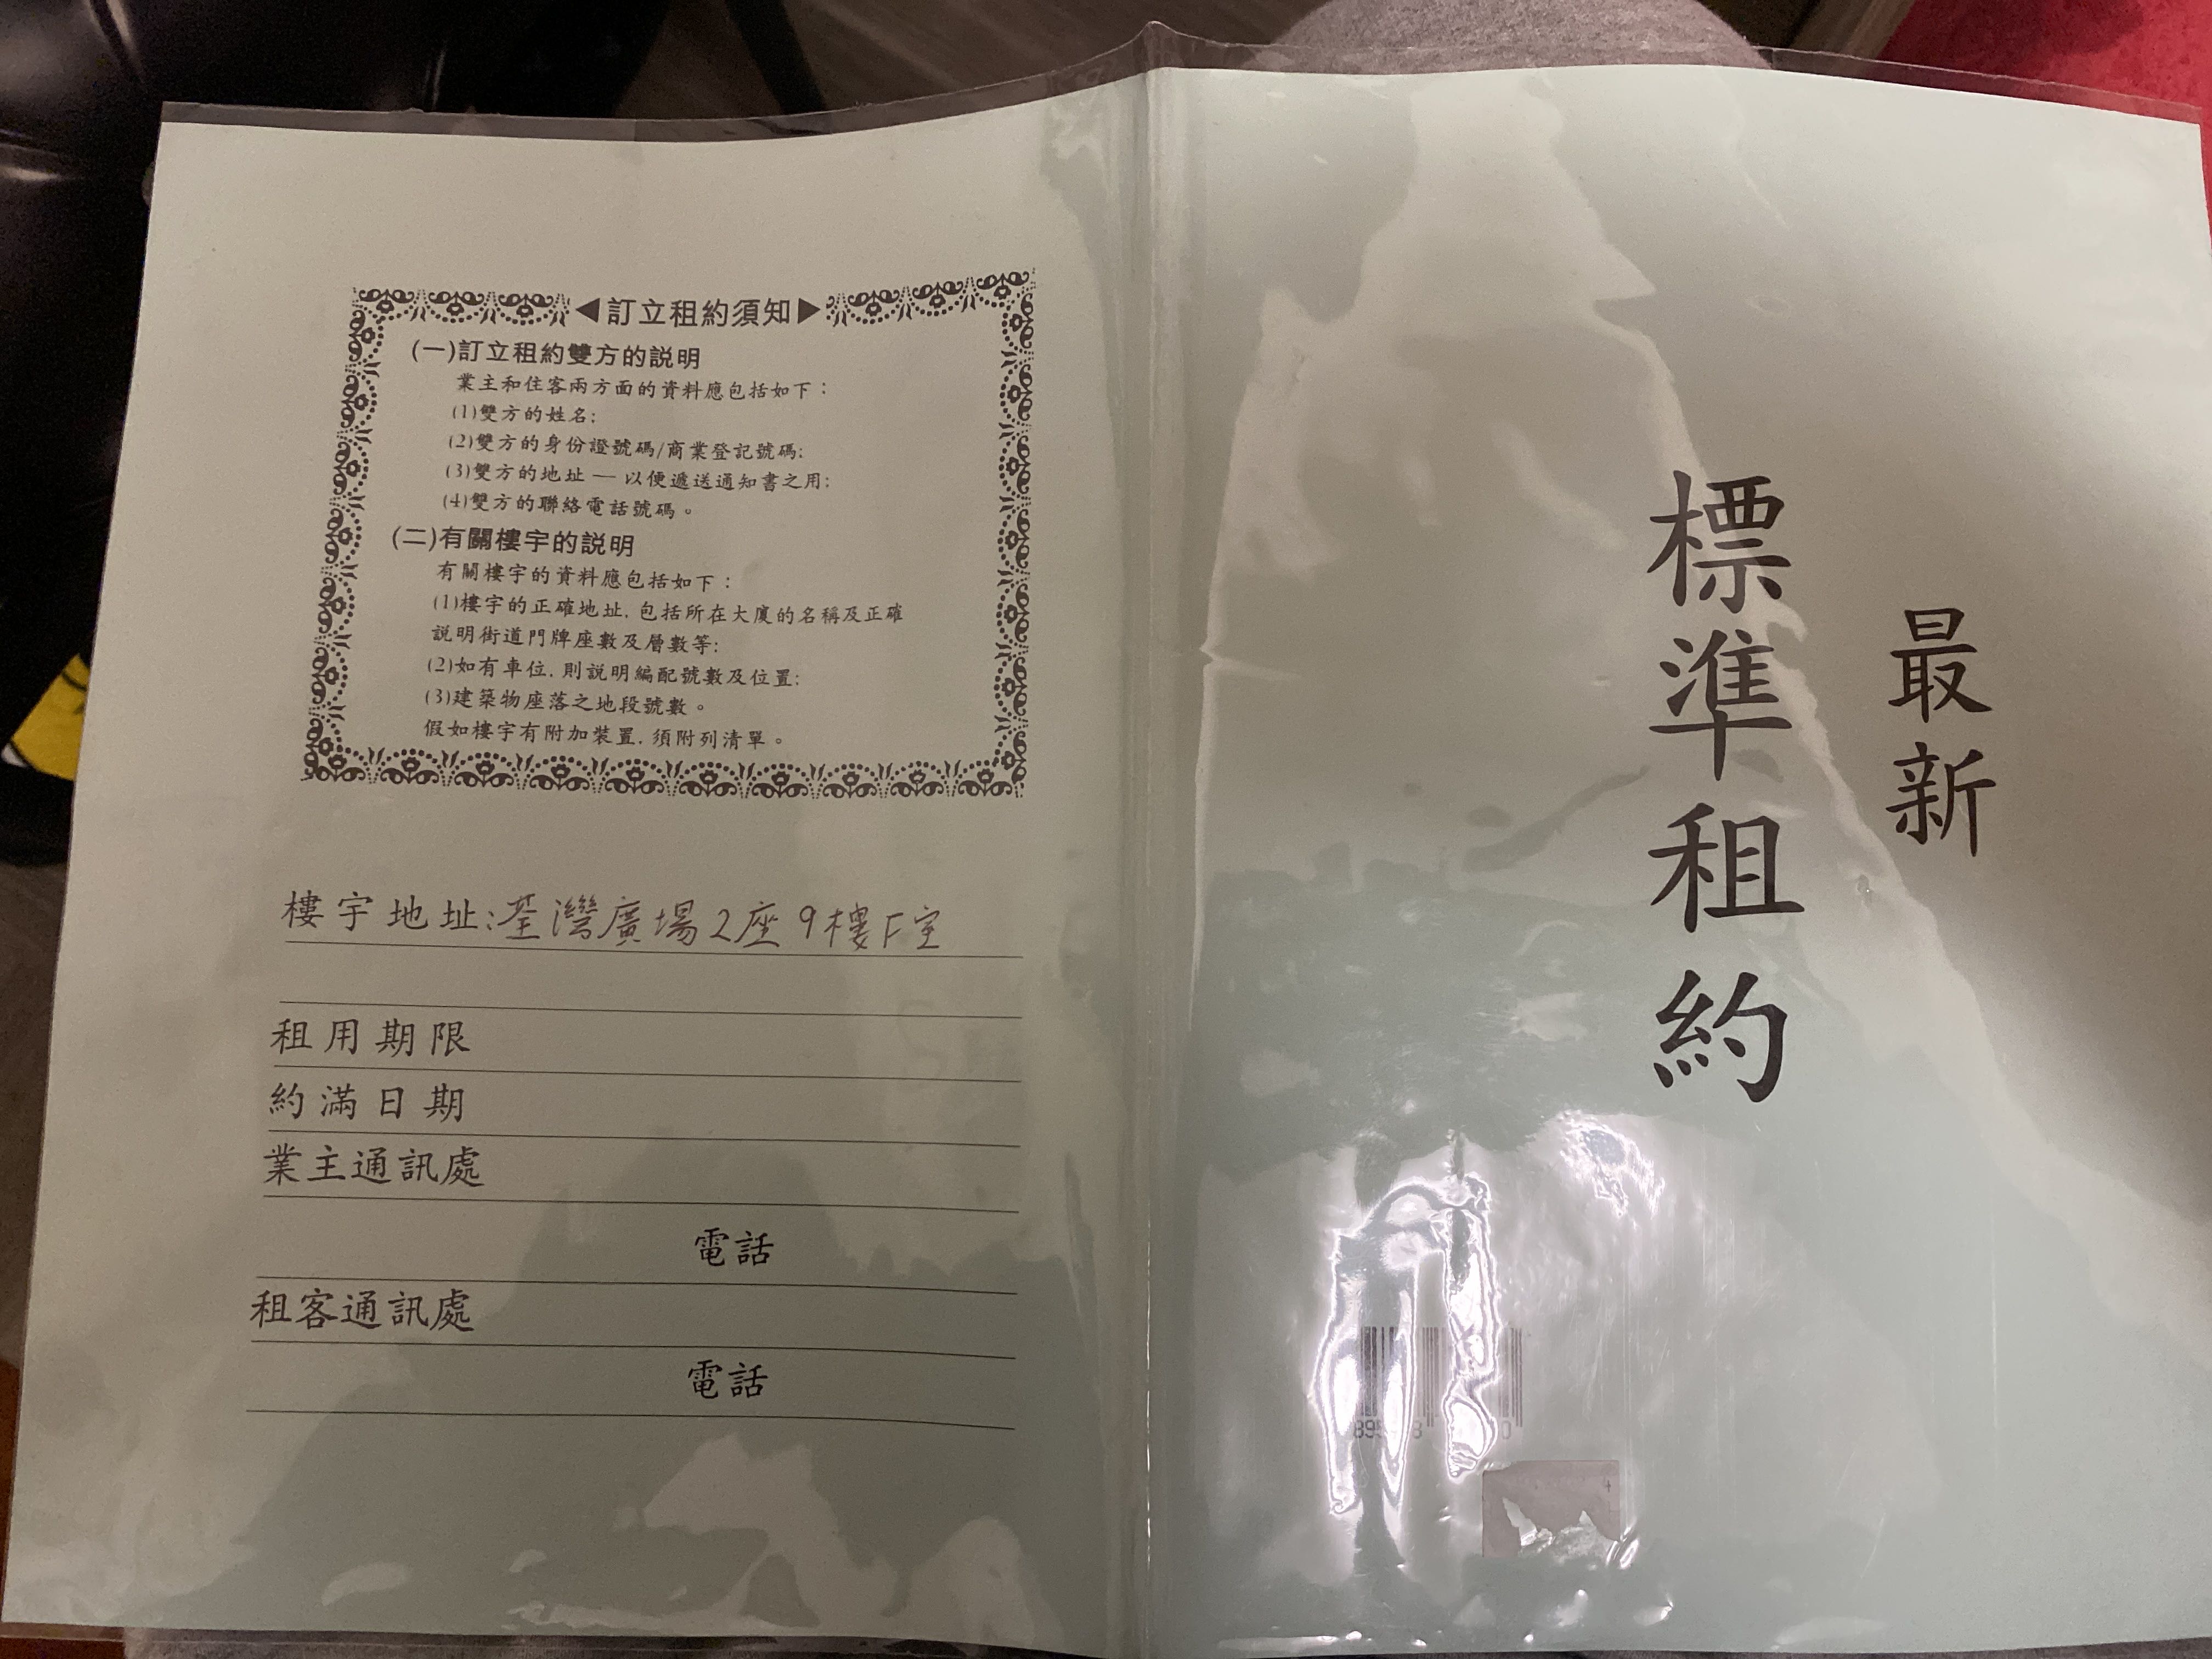 最新
標準租約
◀訂立租約須知▶
(一)訂立租約雙方的説明
業主和住客兩方面的資料應包括如下：
(1)雙方的姓名;
(2)雙方的身份證號碼/商業登記號碼;
(3)雙方的地址 — 以便遞送通知書之用;
(4)雙方的聯絡電話號碼。
(二)有關樓宇的説明
有關樓宇的資料應包括如下：
(1)樓宇的正確地址, 包括所在大廈的名稱及正確
説明街道門牌座數及層數等;
(2)如有車位, 則説明編配號數及位置;
(3)建築物座落之地段號數。
假如樓宇有附加裝置, 須附列清單。
樓宇地址:荃灣廣場2座9樓F室
租用期限
約滿日期
業主通訊處
電話
租客通訊處
電話